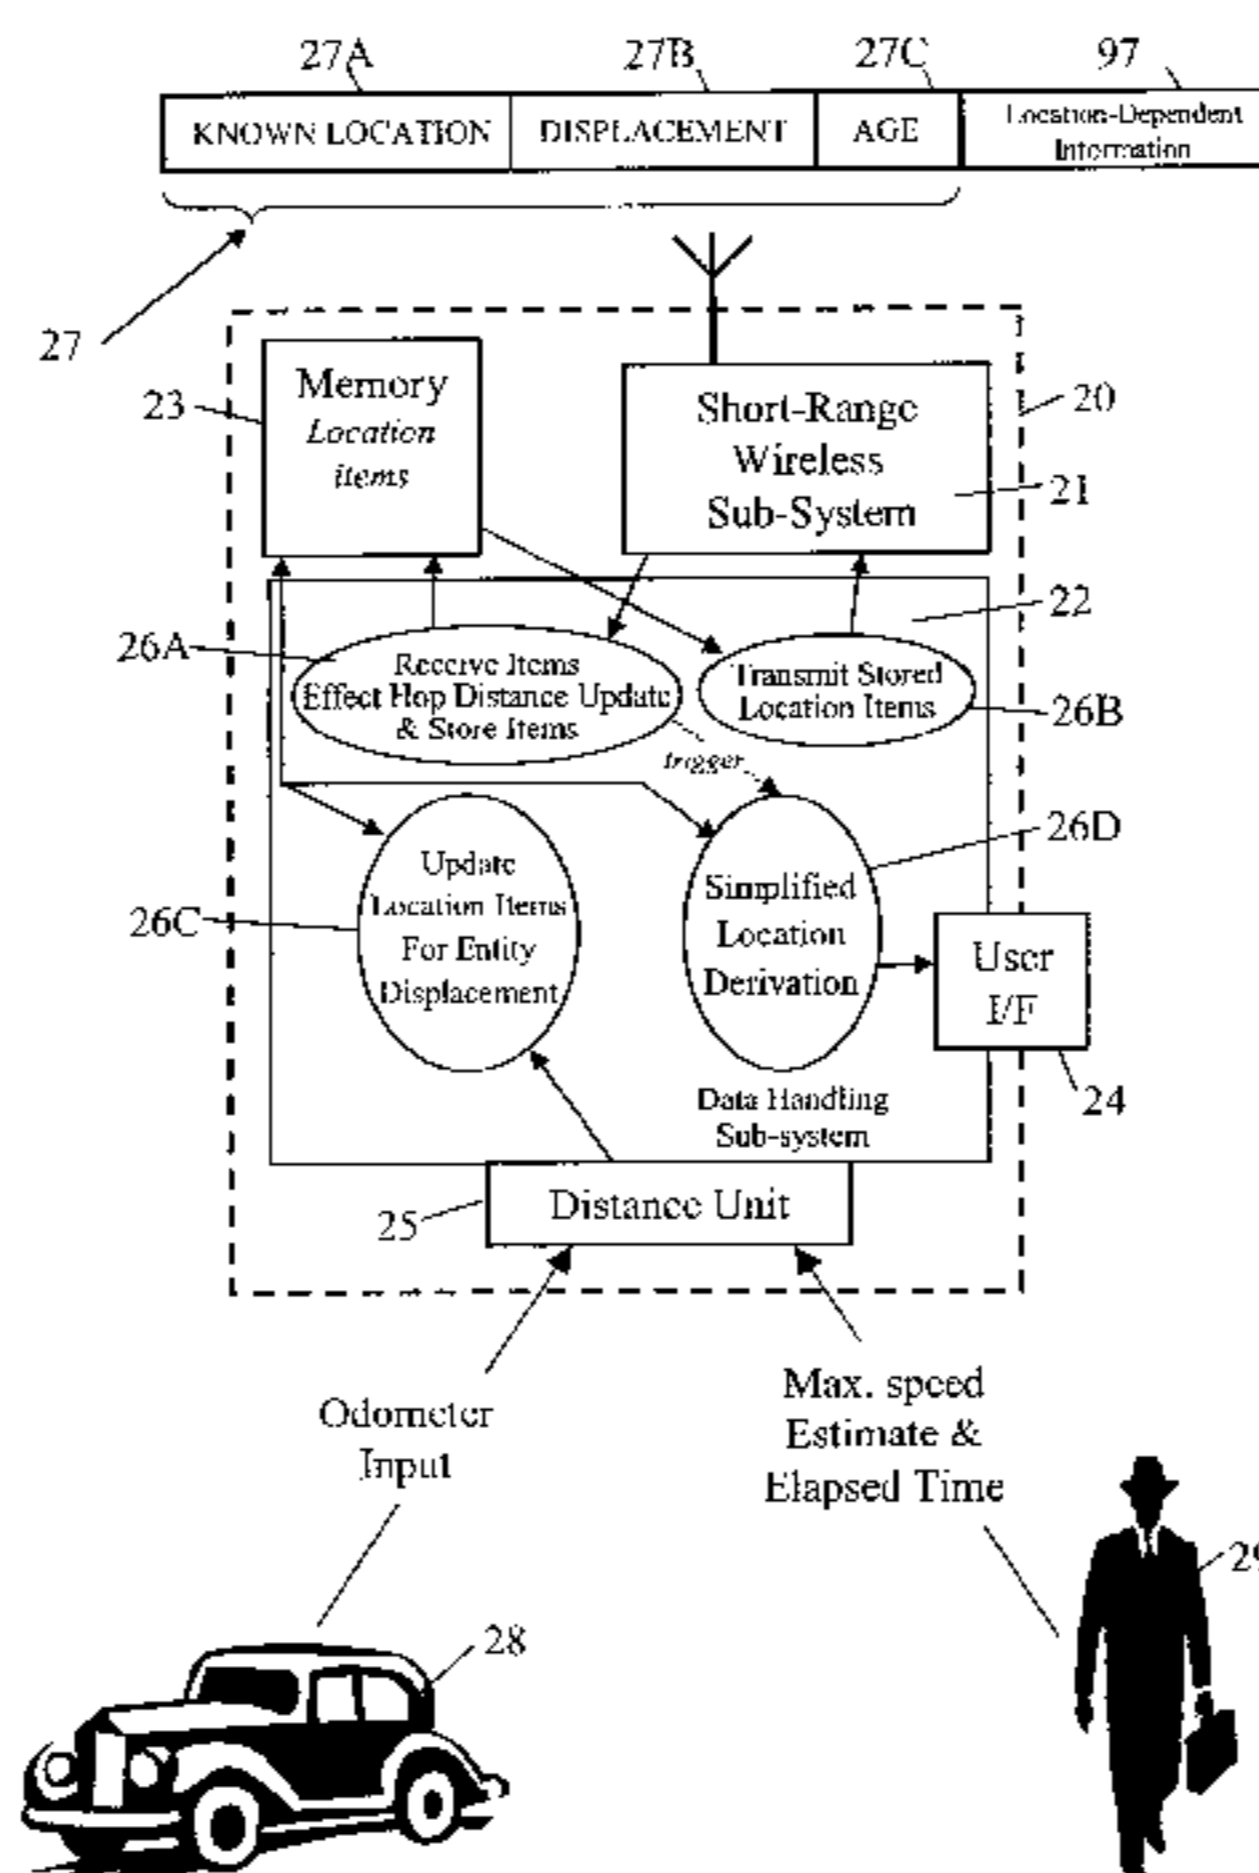 27A 27B 27C 97
KNOWN LOCATION DISPLACEMENT AGE Location-Dependent
Information
27
23
Memory
Location
items
Short-Range
Wireless
Sub-System
20
21
22
26A
Receive Items
Effect Hop Distance Update
& Store Items
Transmit Stored
Location Items
26B
trigger
26D
26C
Update
Location Items
For Entity
Displacement
Simplified
Location
Derivation
User
I/F
24
Data Handling
Sub-system
25
Distance Unit
Odometer
Input
Max. speed
Estimate &
Elapsed Time
28
29